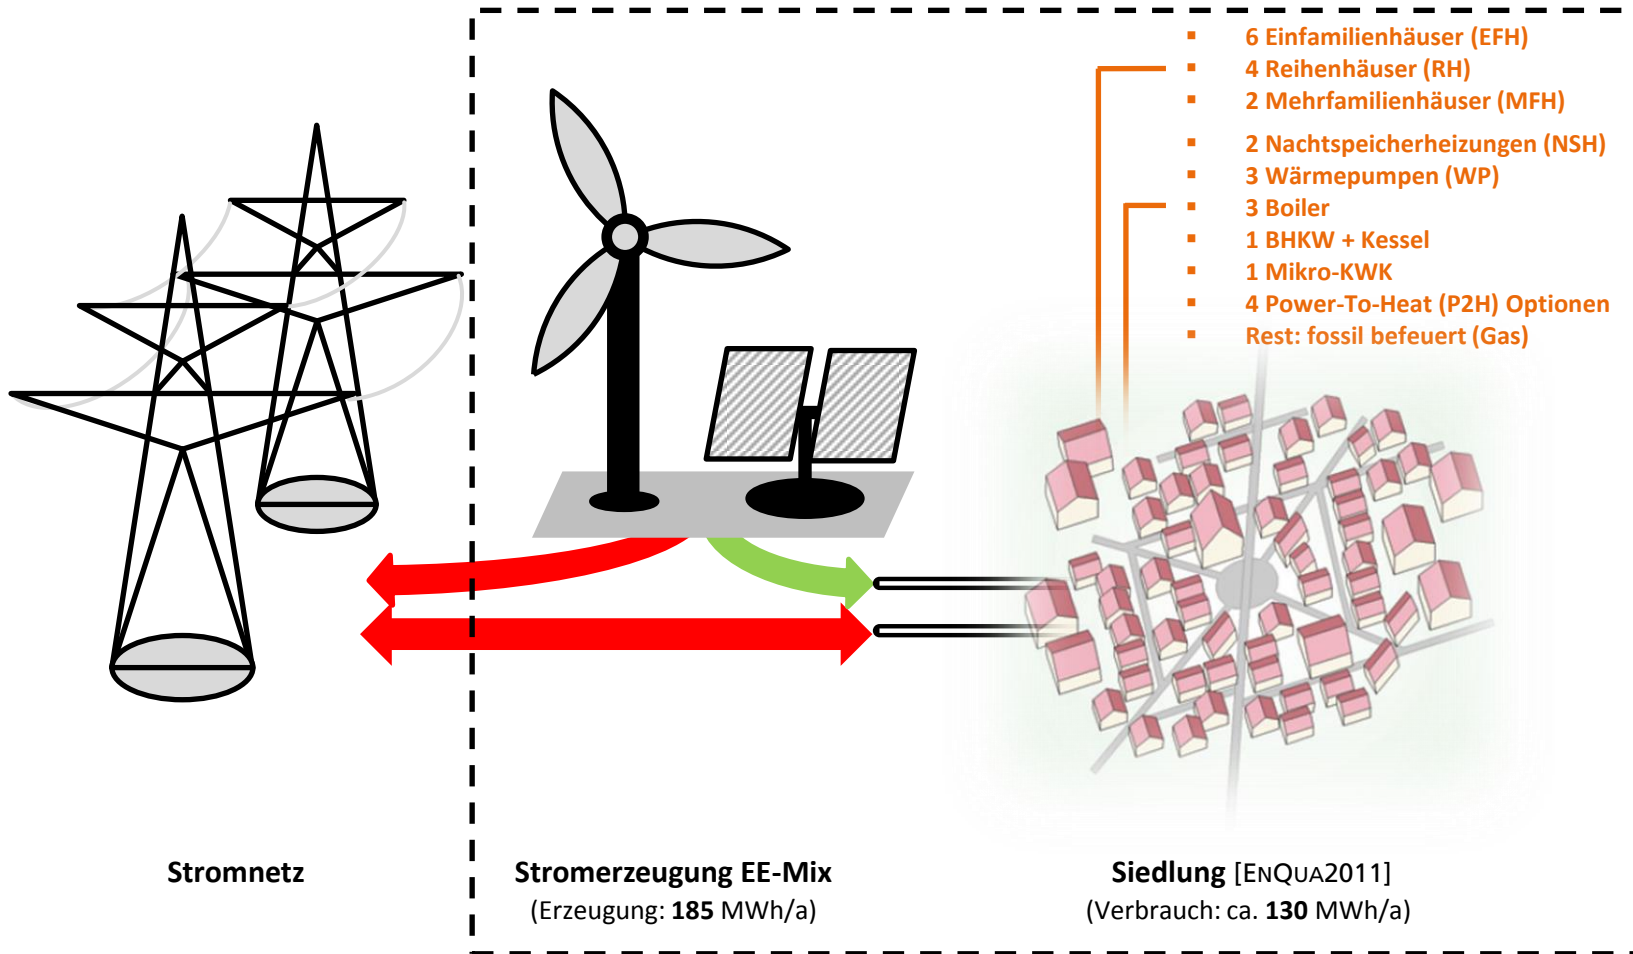 6 Einfamilienhäuser (EFH)
4 Reihenhäuser (RH)
2 Mehrfamilienhäuser (MFH)
2 Nachtspeicherheizungen (NSH)
3 Wärmepumpen (WP)
3 Boiler
1 BHKW + Kessel
1 Mikro-KWK
4 Power-To-Heat (P2H) Optionen
Rest: fossil befeuert (Gas)
Stromnetz
Stromerzeugung EE-Mix
(Erzeugung: 185 MWh/a)
Siedlung [ENQUA2011]
(Verbrauch: ca. 130 MWh/a)